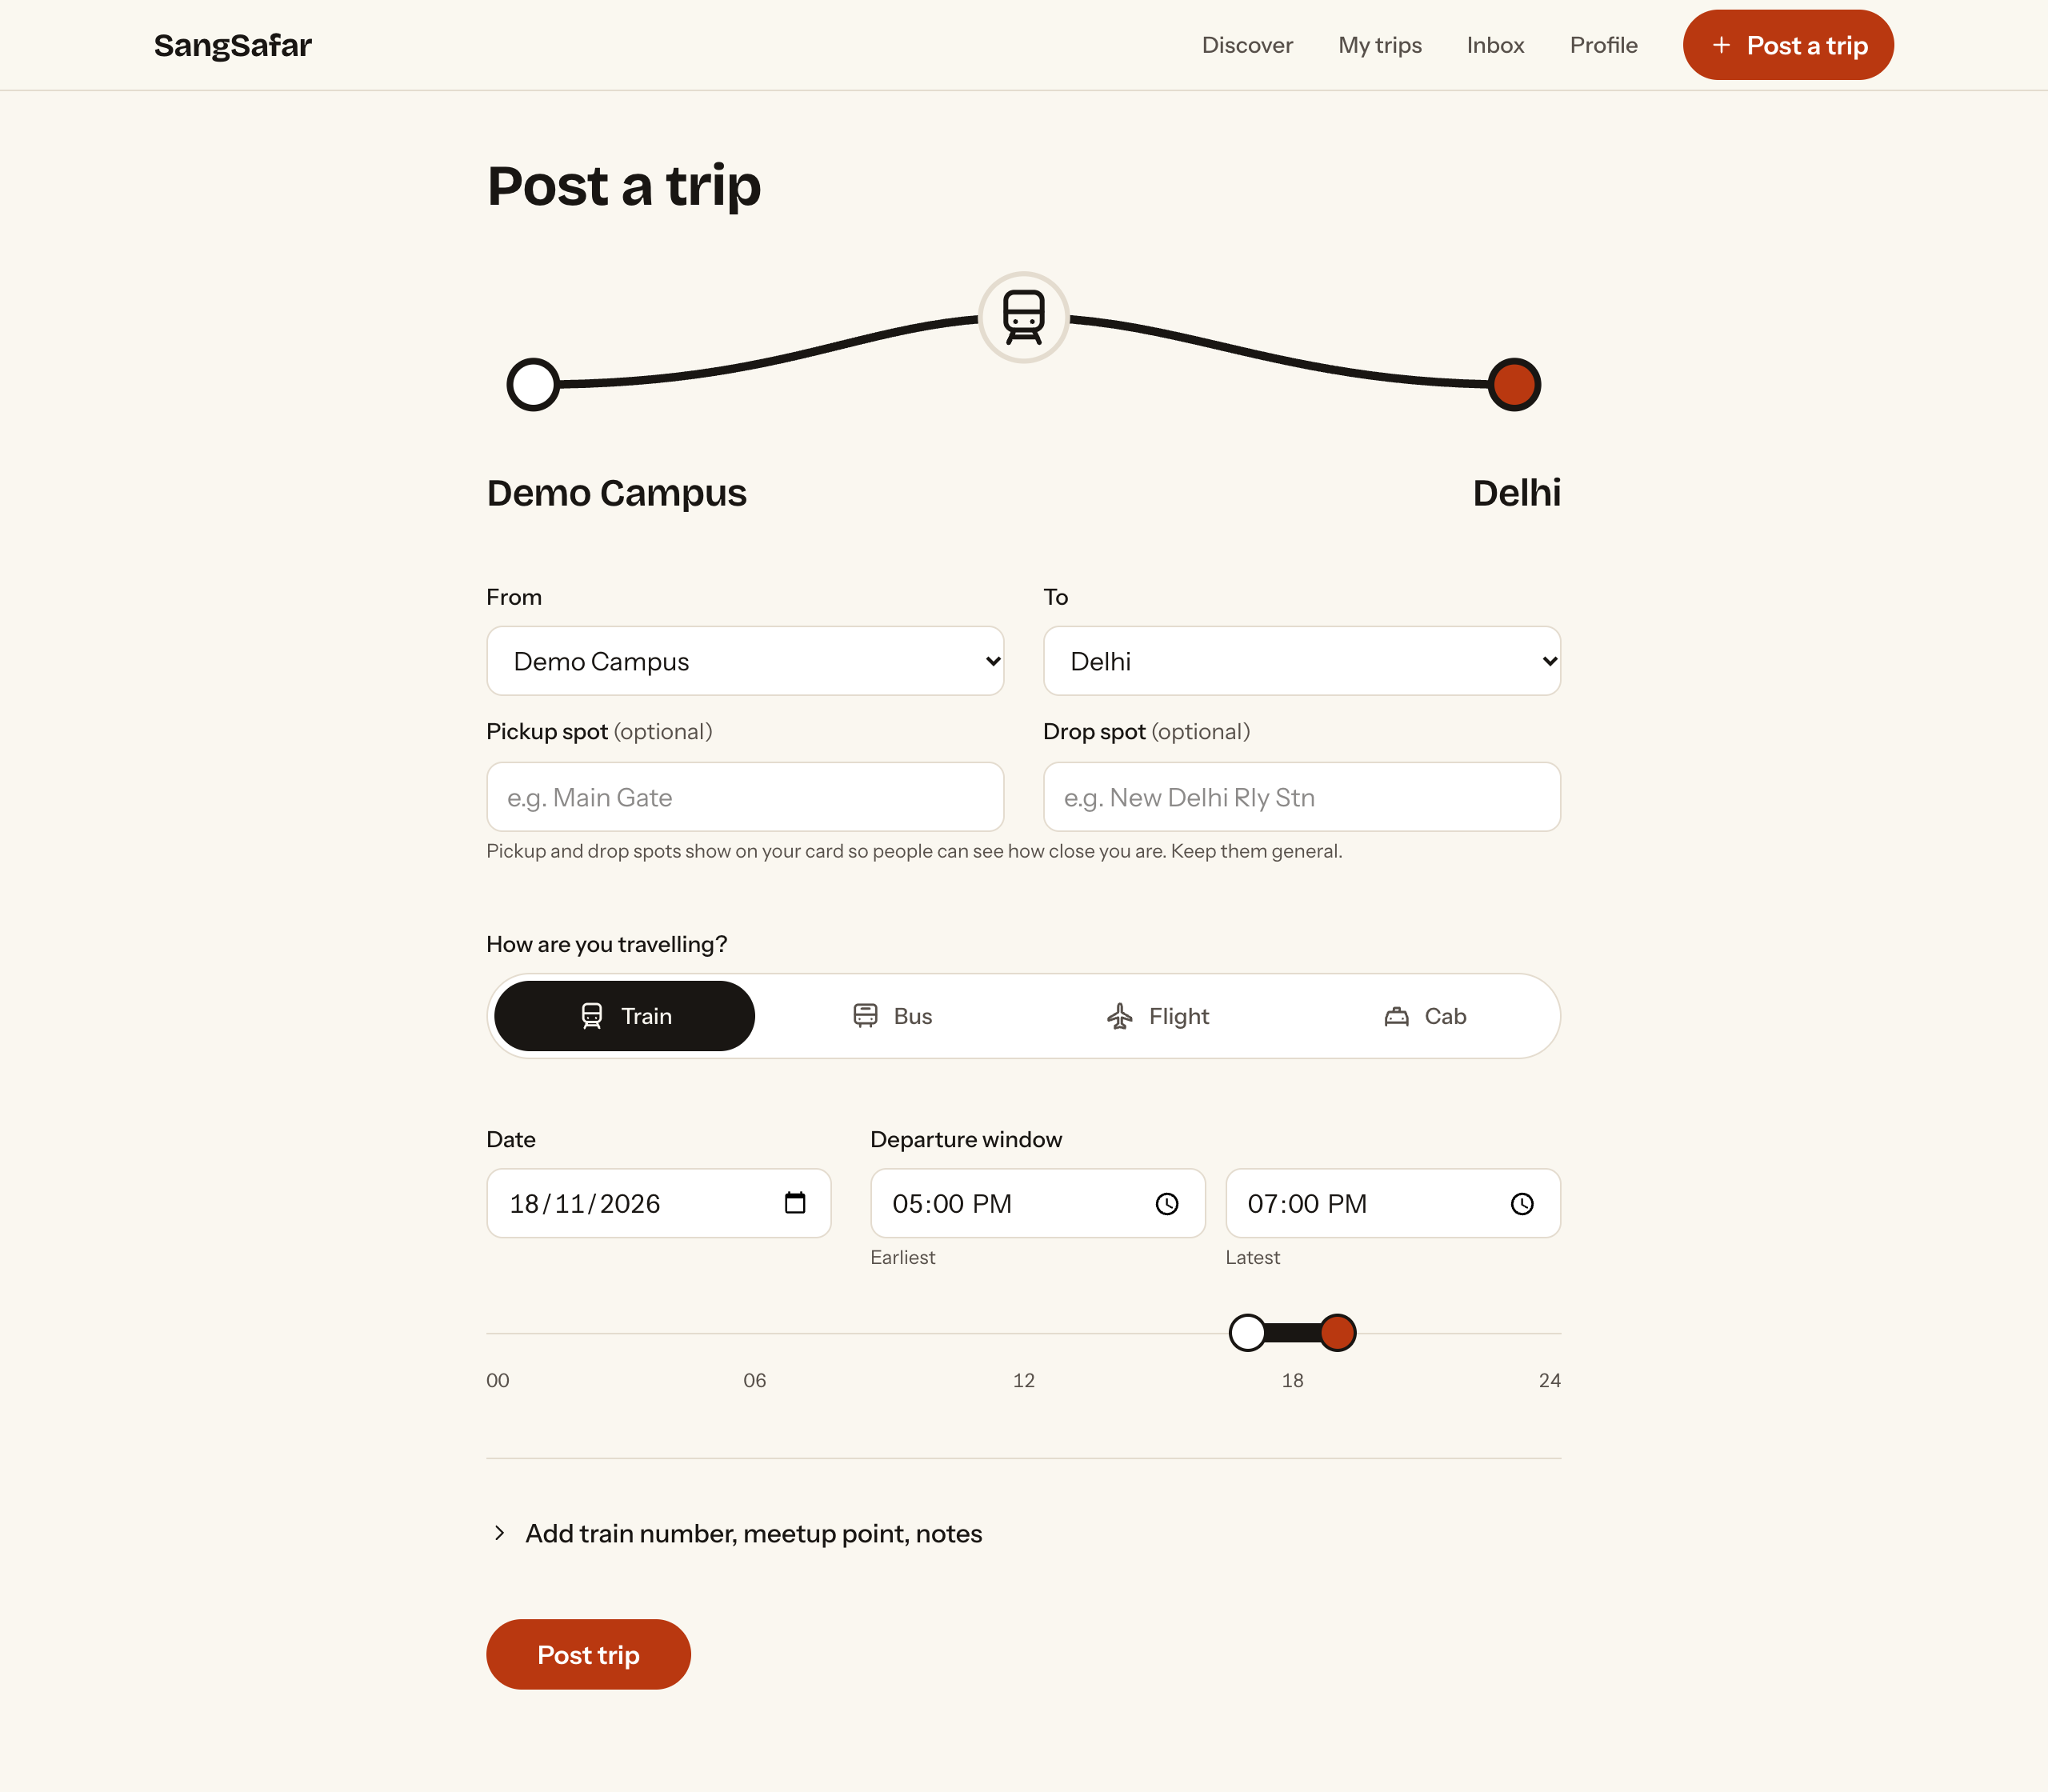 SangSafar
Discover My trips Inbox Profile + Post a trip
Post a trip
Demo Campus Delhi
From To
Demo Campus Delhi
Pickup spot (optional) Drop spot (optional)
e.g. Main Gate e.g. New Delhi Rly Stn
Pickup and drop spots show on your card so people can see how close you are. Keep them general.
How are you travelling?
Train Bus Flight Cab
Date Departure window
18/11/2026 05:00 PM 07:00 PM
Earliest Latest
00 06 12 18 24
Add train number, meetup point, notes
Post trip